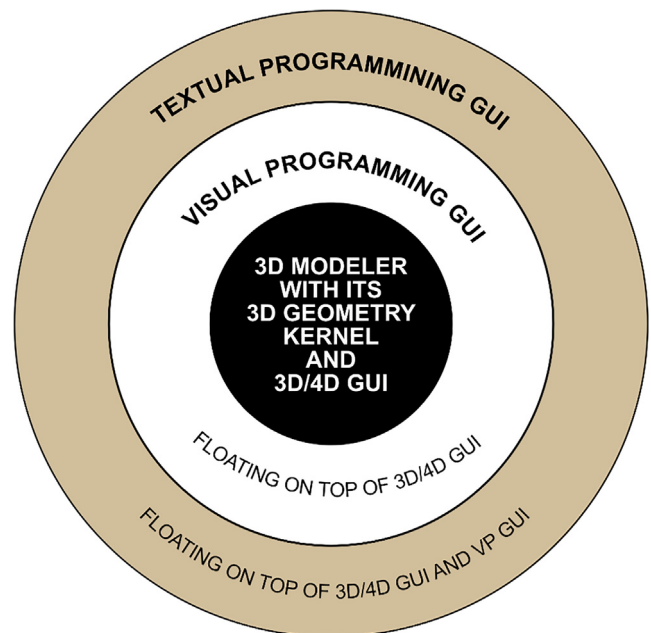 TEXTUAL PROGRAMMINING GUI
VISUAL PROGRAMMING GUI
3D MODELER
WITH ITS
3D GEOMETRY
KERNEL
AND
3D/4D GUI
FLOATING ON TOP OF 3D/4D GUI
FLOATING ON TOP OF 3D/4D GUI AND VP GUI